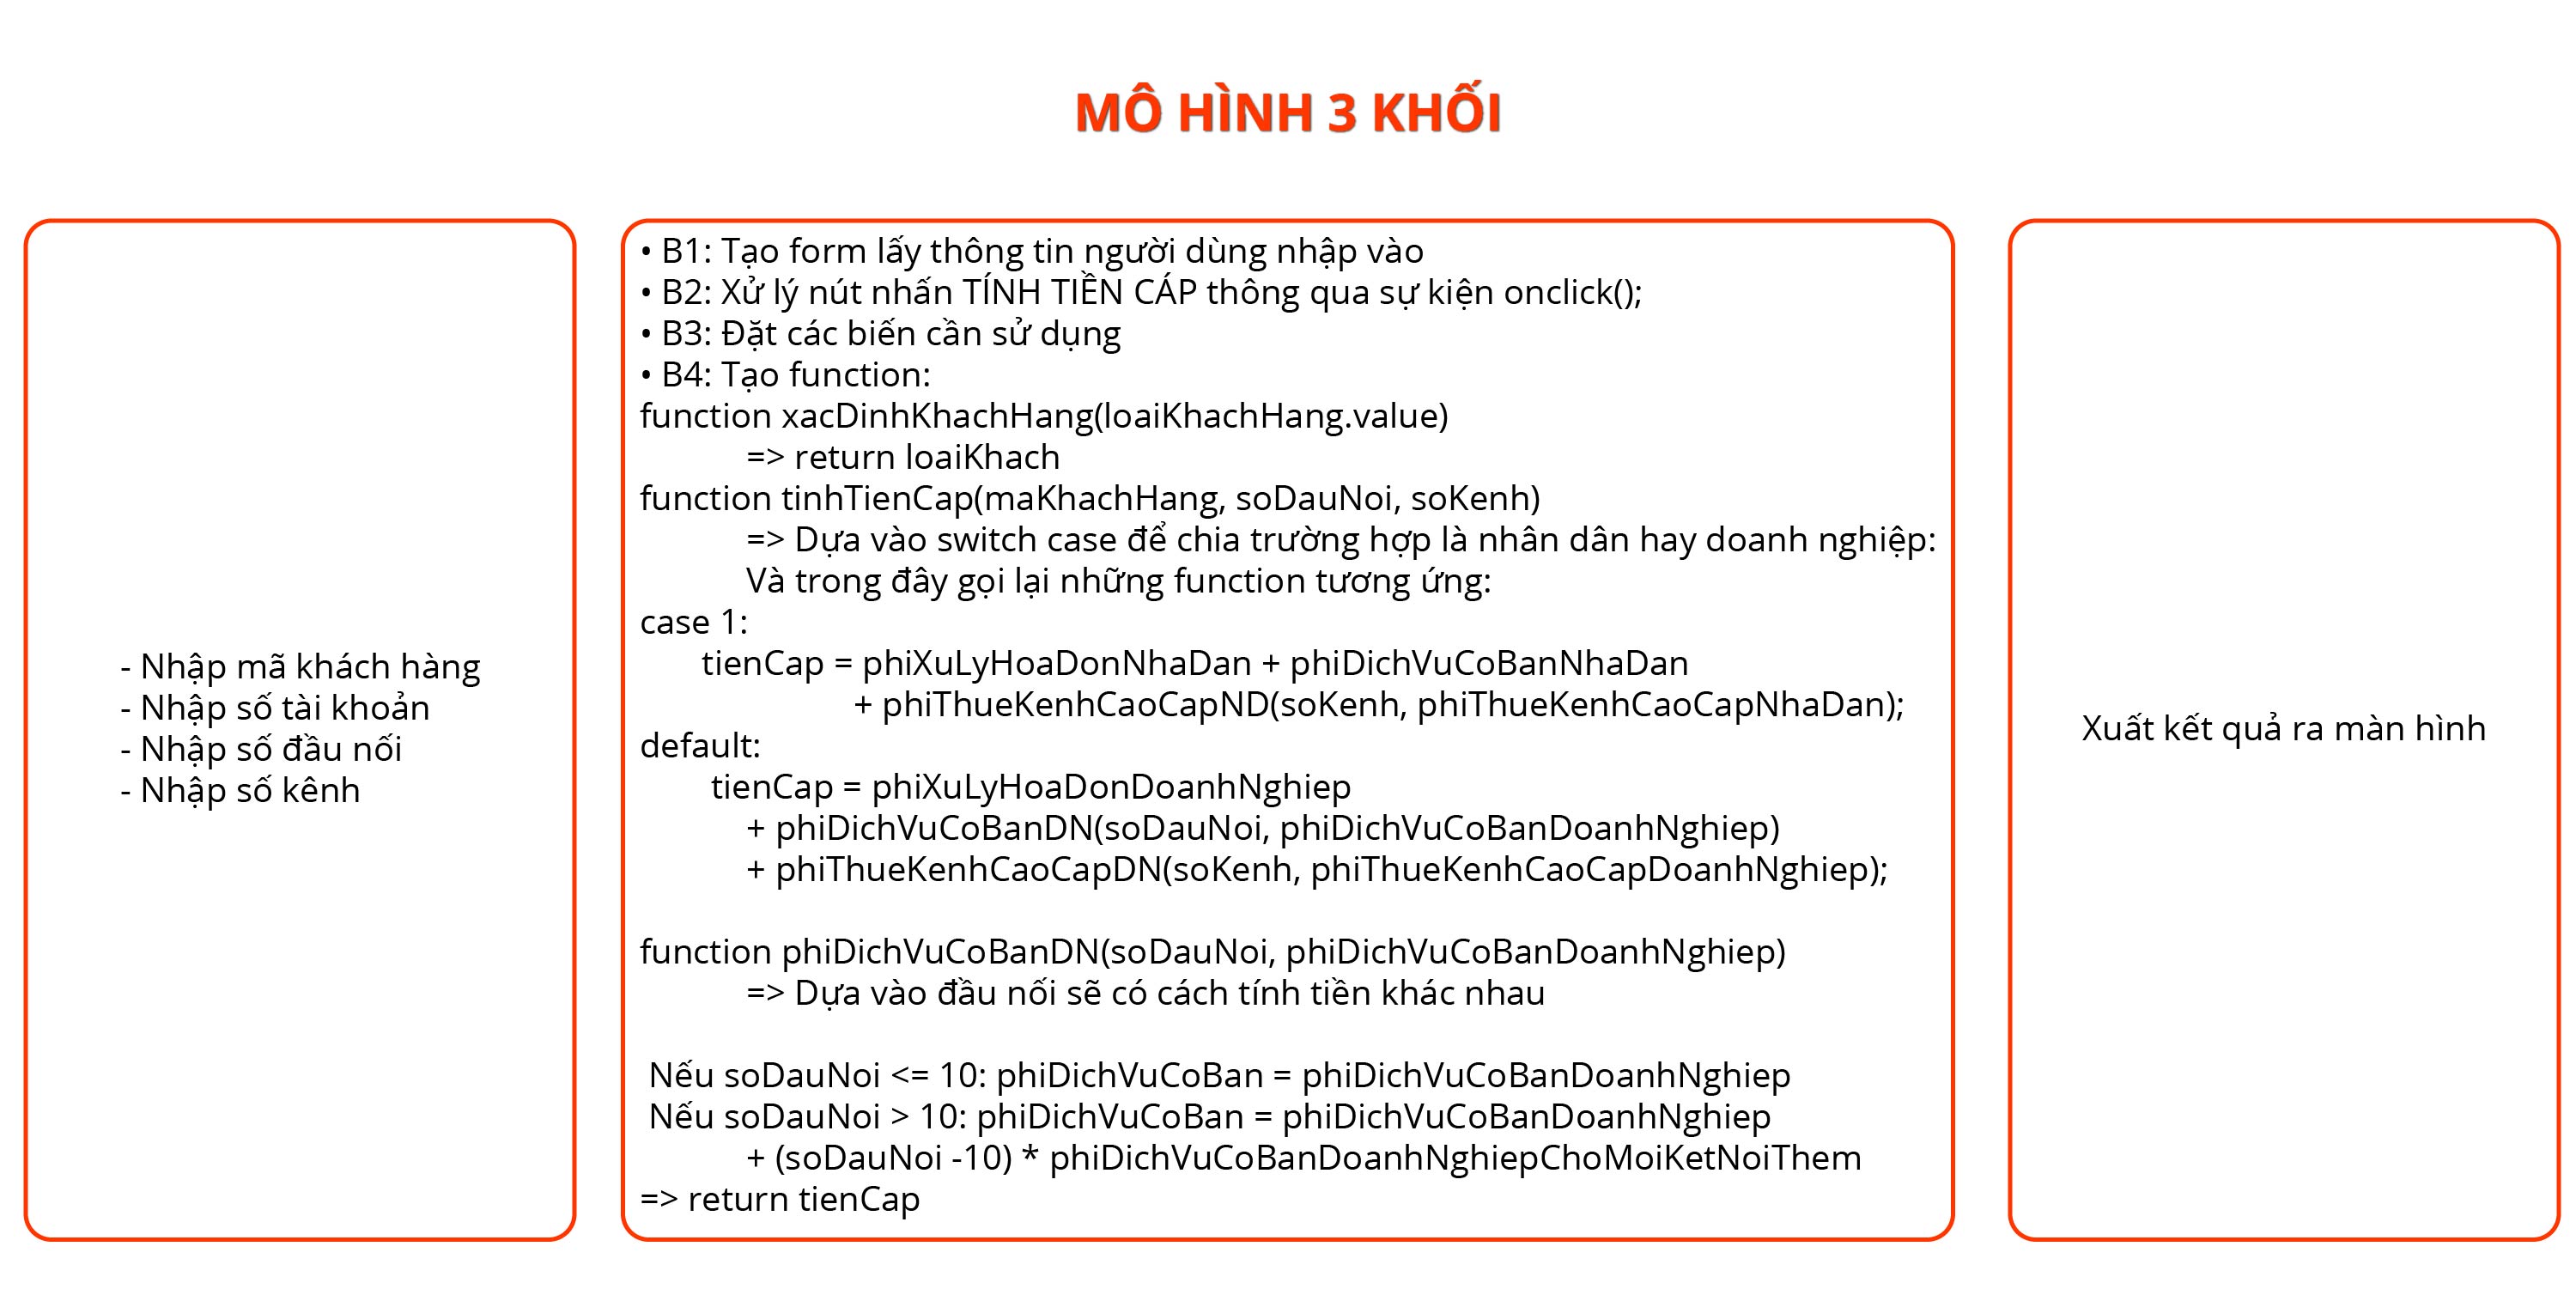 MÔ HÌNH 3 KHỐI
- Nhập mã khách hàng
- Nhập số tài khoản
- Nhập số đầu nối
- Nhập số kênh
• B1: Tạo form lấy thông tin người dùng nhập vào
• B2: Xử lý nút nhấn TÍNH TIỀN CÁP thông qua sự kiện onclick();
• B3: Đặt các biến cần sử dụng
• B4: Tạo function:
function xacDinhKhachHang(loaiKhachHang.value)
=> return loaiKhach
function tinhTienCap(maKhachHang, soDauNoi, soKenh)
=> Dựa vào switch case để chia trường hợp là nhân dân hay doanh nghiệp:
Và trong đây gọi lại những function tương ứng:
case 1:
tienCap = phiXuLyHoaDonNhaDan + phiDichVuCoBanNhaDan
+ phiThueKenhCaoCapND(soKenh, phiThueKenhCaoCapNhaDan);
default:
tienCap = phiXuLyHoaDonDoanhNghiep
+ phiDichVuCoBanDN(soDauNoi, phiDichVuCoBanDoanhNghiep)
+ phiThueKenhCaoCapDN(soKenh, phiThueKenhCaoCapDoanhNghiep);
function phiDichVuCoBanDN(soDauNoi, phiDichVuCoBanDoanhNghiep)
=> Dựa vào đầu nối sẽ có cách tính tiền khác nhau
Nếu soDauNoi <= 10: phiDichVuCoBan = phiDichVuCoBanDoanhNghiep
Nếu soDauNoi > 10: phiDichVuCoBan = phiDichVuCoBanDoanhNghiep
+ (soDauNoi -10) * phiDichVuCoBanDoanhNghiepChoMoiKetNoiThem
=> return tienCap
Xuất kết quả ra màn hình